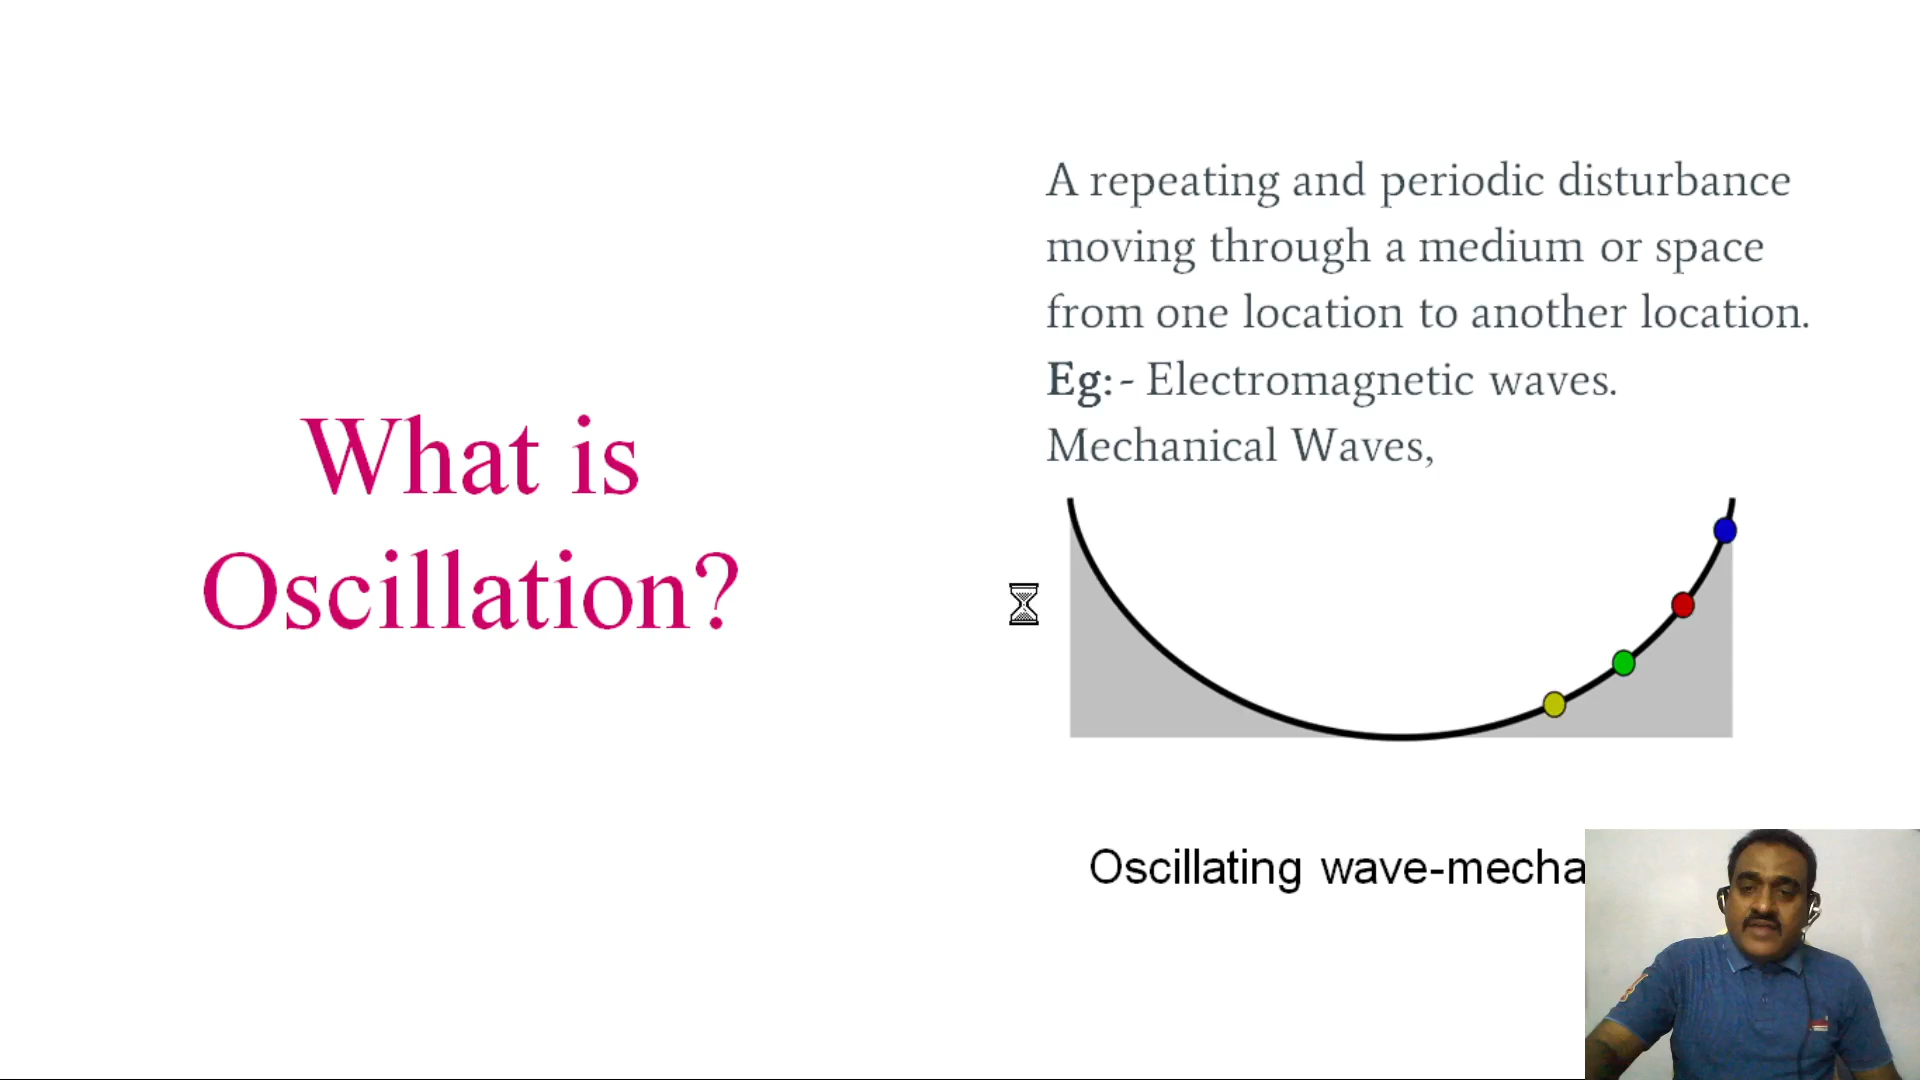 What is
Oscillation?
A repeating and periodic disturbance
moving through a medium or space
from one location to another location.
Eg:- Electromagnetic waves.
Mechanical Waves,
Oscillating wave-mecha